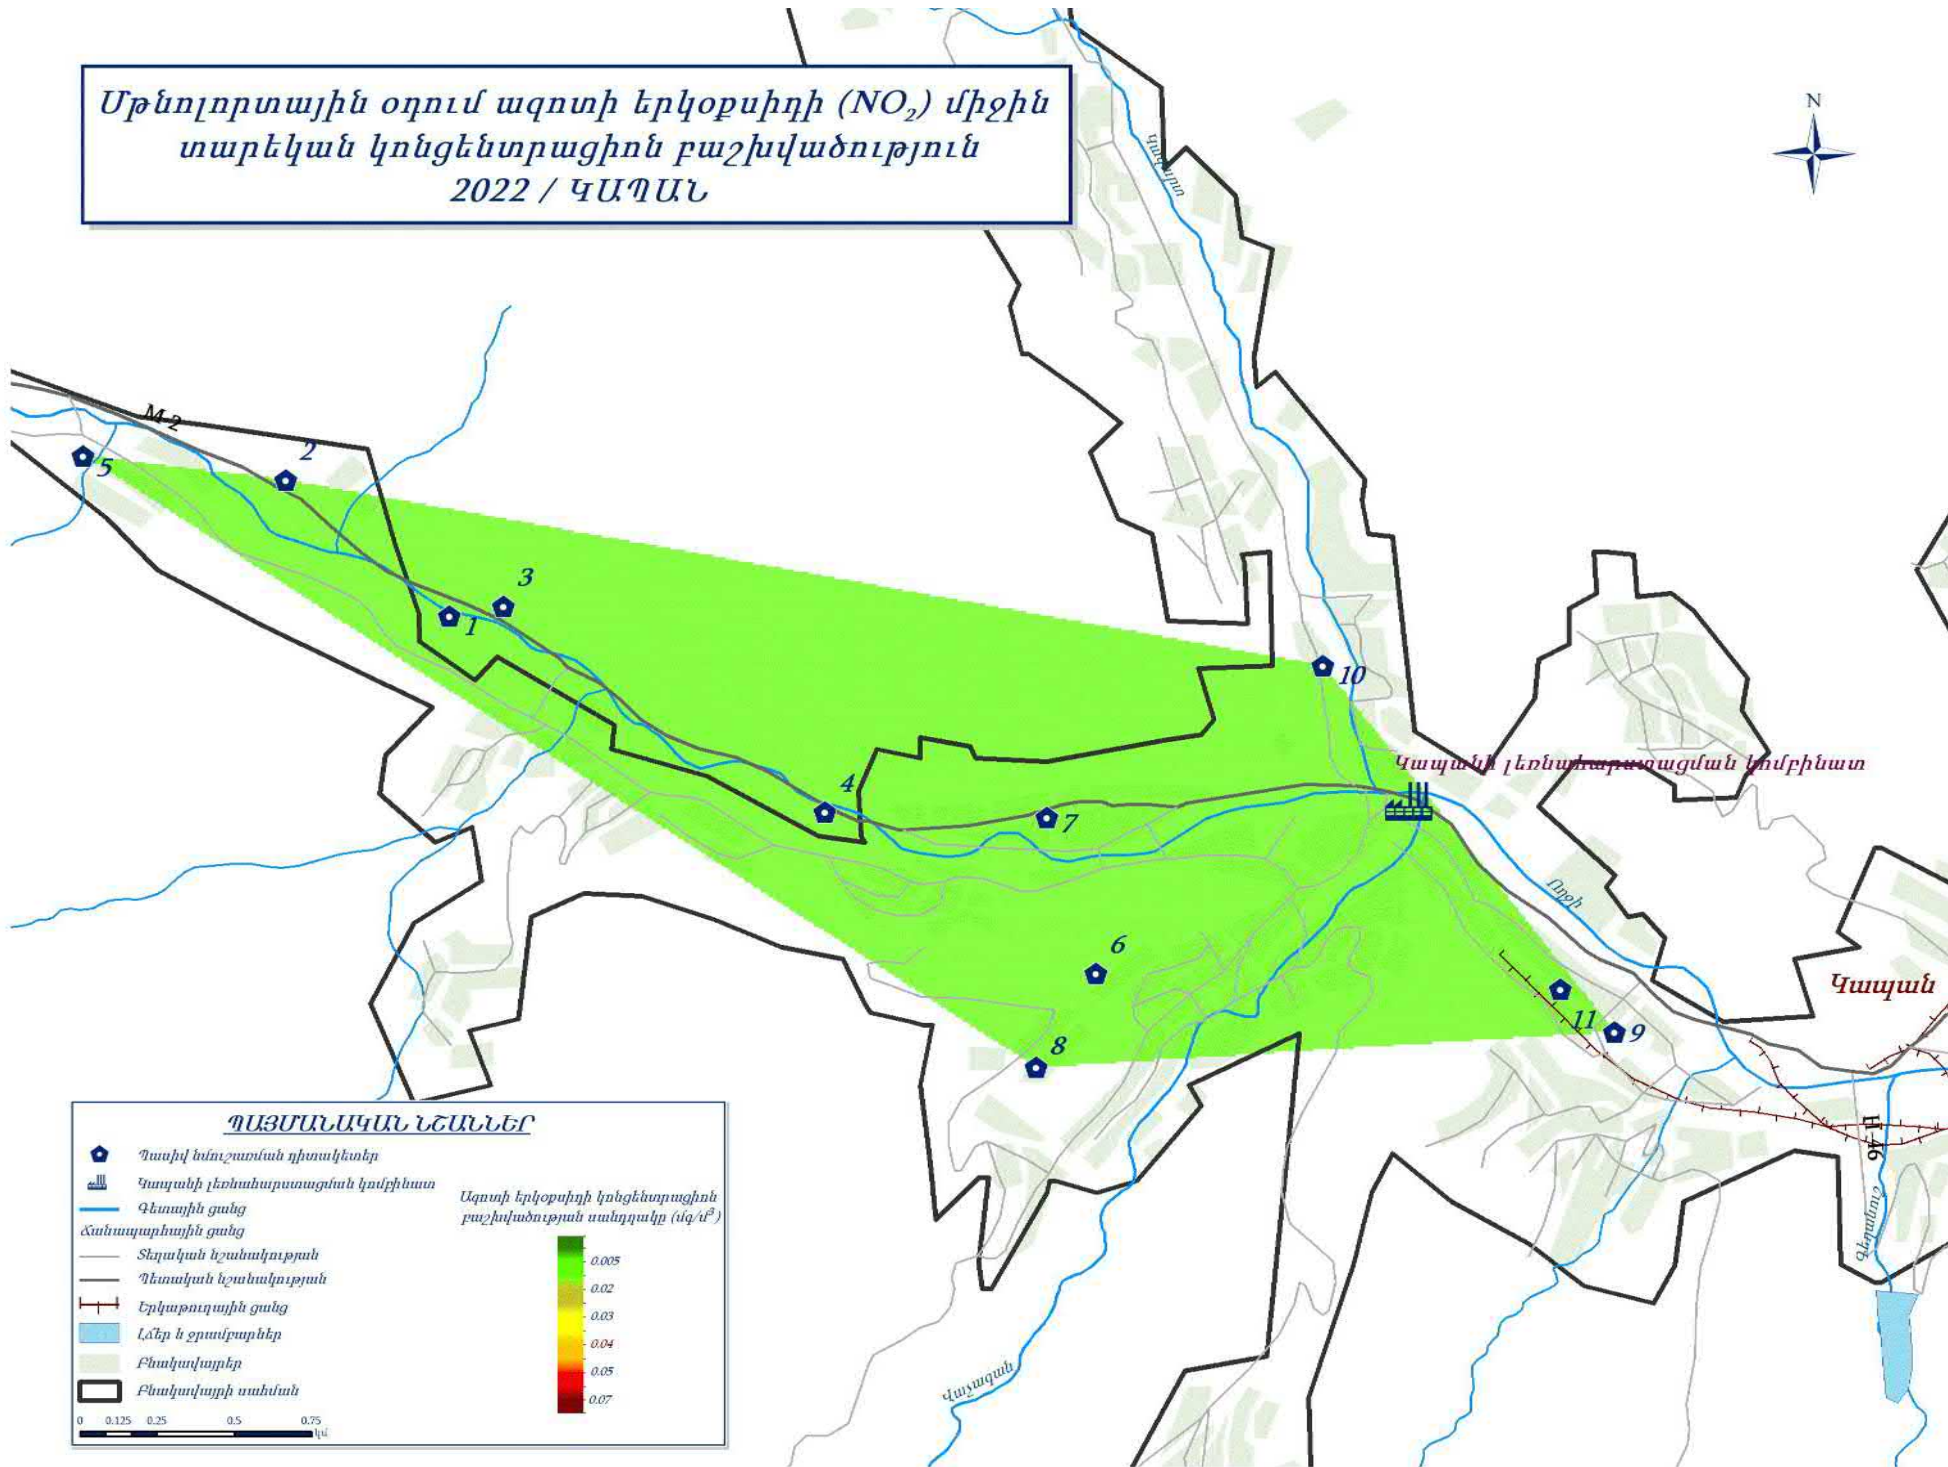 Մթնոլորտային օդում ազոտի երկօքսիդի (NO₂) միջին
տարեկան կոնցենտրացիոն բաշխվածություն
2022 / ԿԱՊԱՆ
N
Նորաշենիկ
M-2
5
2
3
1
4
10
7
Կապանի լեռնահարստացման կոմբինատ
Ողջի
6
8
11
9
Կապան
H-46
Գեղանուշ
Վաչագան
ՊԱՅՄԱՆԱԿԱՆ ՆՇԱՆՆԵՐ
Պասիվ նմուշառման դիտակետեր
Կապանի լեռնահարստացման կոմբինատ
Գետային ցանց
Ճանապարհային ցանց
Տեղական նշանակության
Պետական նշանակության
Երկաթուղային ցանց
Լճեր և ջրամբարներ
Բնակավայրեր
Բնակավայրի սահման
0 0.125 0.25 0.5 0.75
կմ
Ազոտի երկօքսիդի կոնցենտրացիոն
բաշխվածության սանդղակը (մգ/մ³)
0.005
0.02
0.03
0.04
0.05
0.07